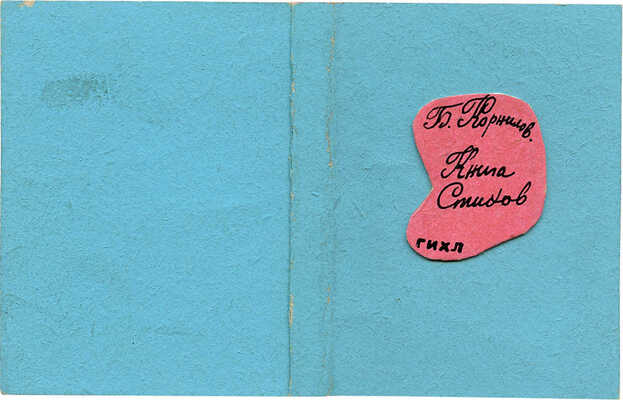 Б. Корнилов.
Книга
Стихов
гихл